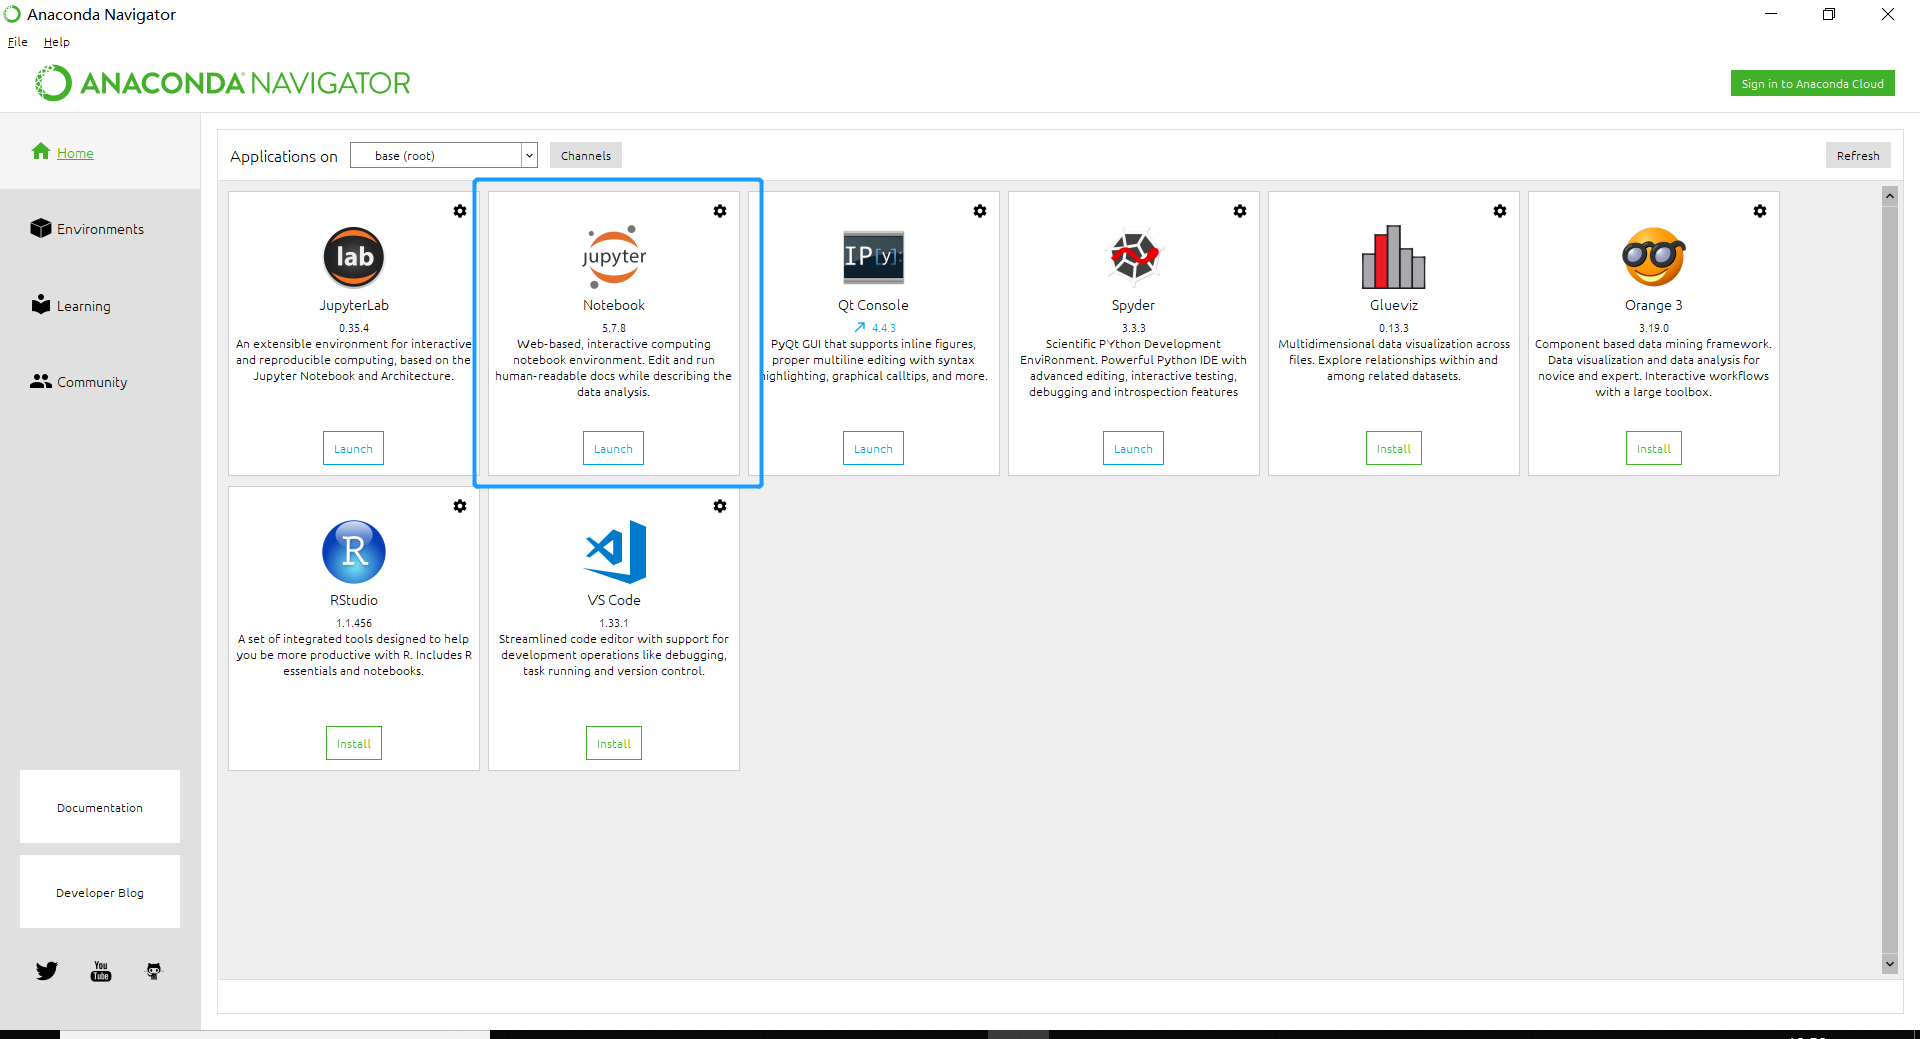 Anaconda Navigator
File Help
ANACONDA NAVIGATOR
Sign in to Anaconda Cloud
Home
Environments
Learning
Community
Documentation
Developer Blog
You
Tube
Applications on base (root) Channels Refresh
lab
JupyterLab
0.35.4
An extensible environment for interactive
and reproducible computing, based on the
Jupyter Notebook and Architecture.
Launch
jupyter
Notebook
5.7.8
Web-based, interactive computing
notebook environment. Edit and run
human-readable docs while describing the
data analysis.
Launch
IP[y]:
Qt Console
4.4.3
PyQt GUI that supports inline figures,
proper multiline editing with syntax
highlighting, graphical calltips, and more.
Launch
Spyder
3.3.3
Scientific PYthon Development
EnviRonment. Powerful Python IDE with
advanced editing, interactive testing,
debugging and introspection features
Launch
Glueviz
0.13.3
Multidimensional data visualization across
files. Explore relationships within and
among related datasets.
Install
Orange 3
3.19.0
Component based data mining framework.
Data visualization and data analysis for
novice and expert. Interactive workflows
with a large toolbox.
Install
R
RStudio
1.1.456
A set of integrated tools designed to help
you be more productive with R. Includes R
essentials and notebooks.
Install
VS Code
1.33.1
Streamlined code editor with support for
development operations like debugging,
task running and version control.
Install